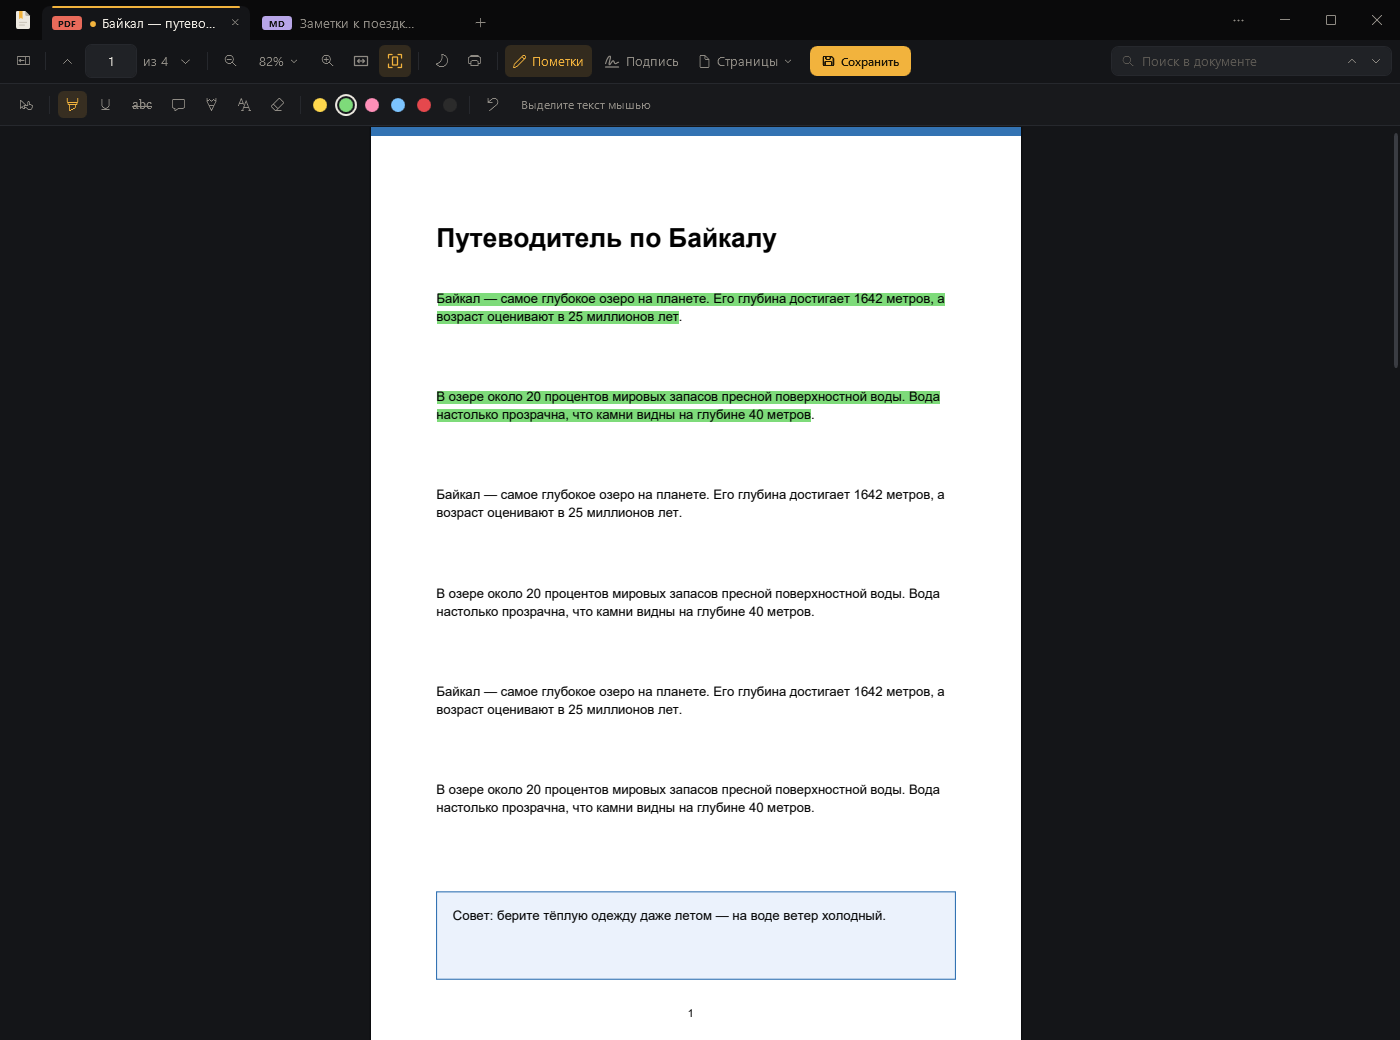 PDF Байкал — путево...
MD Заметки к поездк...
1 из 4
82%
Пометки
Подпись
Страницы
Сохранить
Поиск в документе
abc
Выделите текст мышью
Путеводитель по Байкалу
Байкал — самое глубокое озеро на планете. Его глубина достигает 1642 метров, а
возраст оценивают в 25 миллионов лет.
В озере около 20 процентов мировых запасов пресной поверхностной воды. Вода
настолько прозрачна, что камни видны на глубине 40 метров.
Байкал — самое глубокое озеро на планете. Его глубина достигает 1642 метров, а
возраст оценивают в 25 миллионов лет.
В озере около 20 процентов мировых запасов пресной поверхностной воды. Вода
настолько прозрачна, что камни видны на глубине 40 метров.
Байкал — самое глубокое озеро на планете. Его глубина достигает 1642 метров, а
возраст оценивают в 25 миллионов лет.
В озере около 20 процентов мировых запасов пресной поверхностной воды. Вода
настолько прозрачна, что камни видны на глубине 40 метров.
Совет: берите тёплую одежду даже летом — на воде ветер холодный.
1